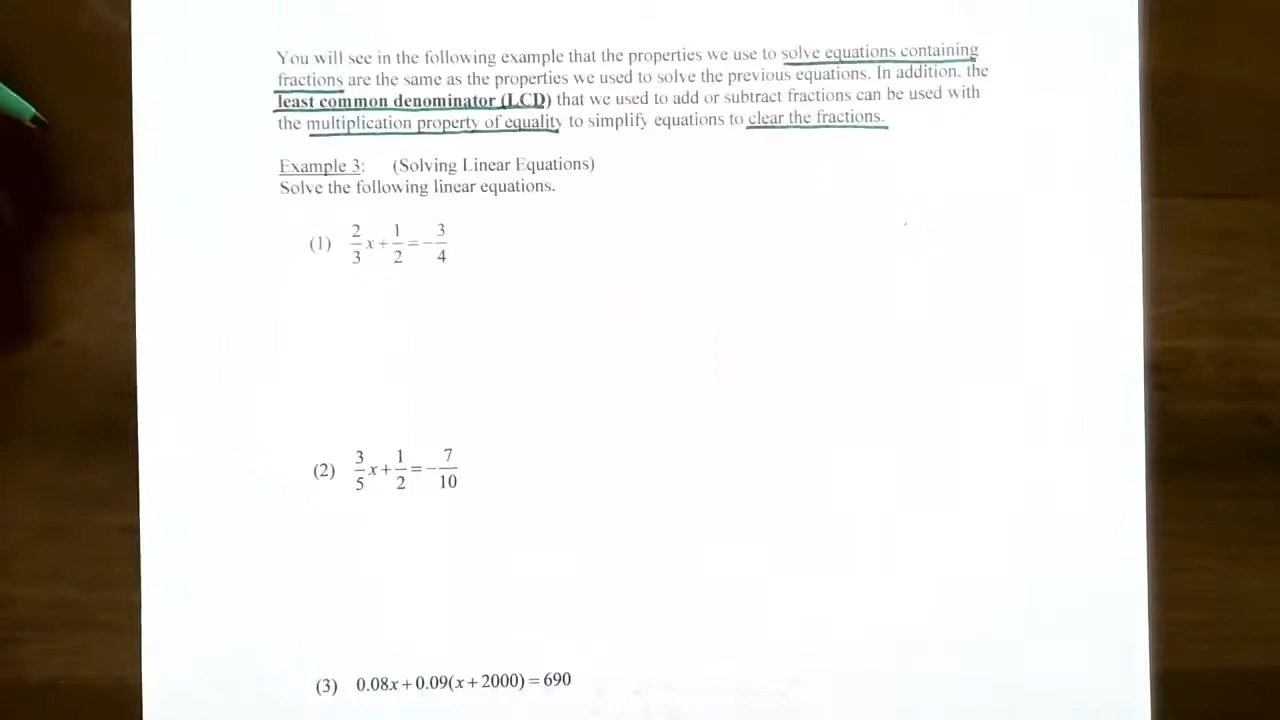 You will see in the following example that the properties we use to solve equations containing
fractions are the same as the properties we used to solve the previous equations. In addition, the
least common denominator (LCD) that we used to add or subtract fractions can be used with
the multiplication property of equality to simplify equations to clear the fractions.
Example 3: (Solving Linear Equations)
Solve the following linear equations.
(1) 2/3 x + 1/2 = -3/4
(2) 3/5 x + 1/2 = -7/10
(3) 0.08x + 0.09(x + 2000) = 690